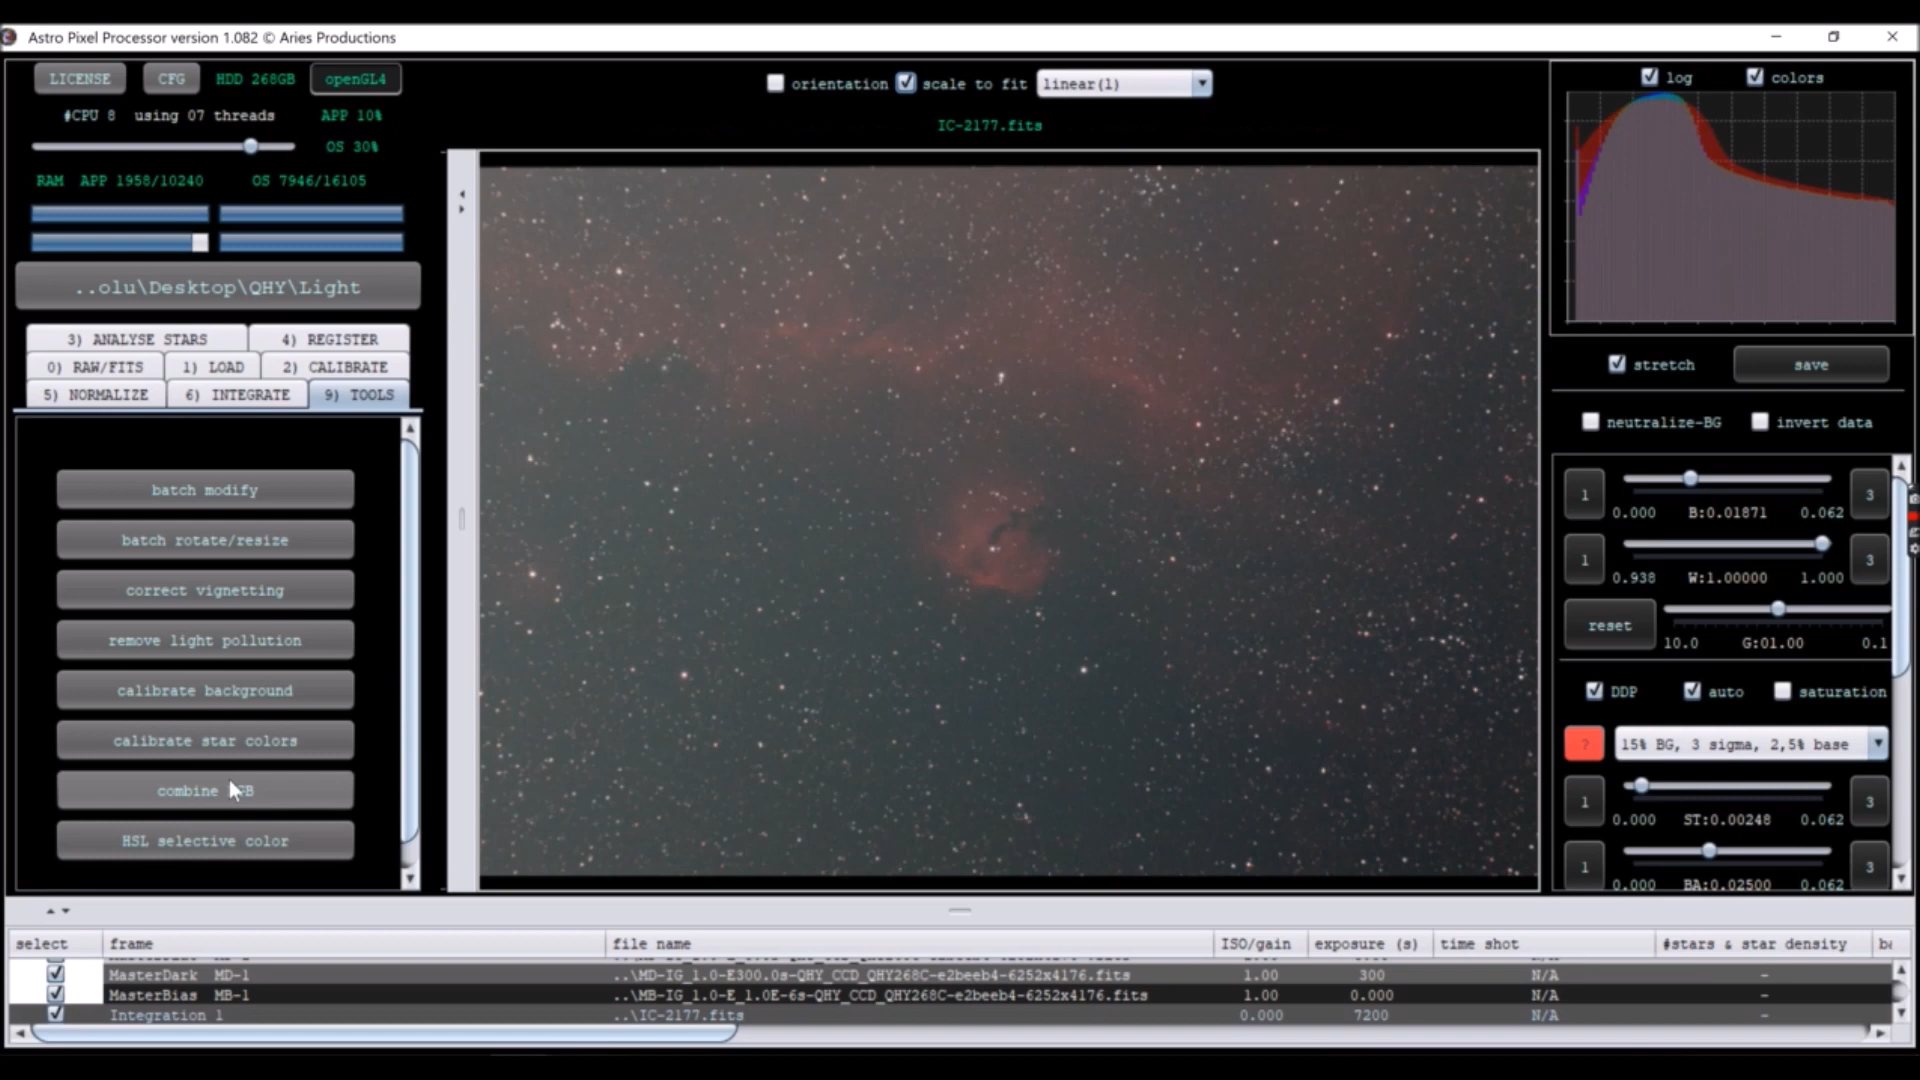 Astro Pixel Processor version 1.082 © Aries Productions
LICENSE CFG HDD 268GB openGL4
#CPU 8 using 07 threads APP 10%
OS 30%
RAM APP 1958/10240 OS 7946/16105
..olu\Desktop\QHY\Light
3) ANALYSE STARS 4) REGISTER
0) RAW/FITS 1) LOAD 2) CALIBRATE
5) NORMALIZE 6) INTEGRATE 9) TOOLS
batch modify
batch rotate/resize
correct vignetting
remove light pollution
calibrate background
calibrate star colors
combine
HSL selective color
orientation scale to fit linear(1)
IC-2177.fits
log colors
stretch save
neutralize-BG invert data
1 3
0.000 B:0.01871 0.062
1 3
0.938 W:1.00000 1.000
reset
10.0 G:01.00 0.1
DDP auto saturation
? 15% BG, 3 sigma, 2,5% base
1 3
0.000 ST:0.00248 0.062
1 3
0.000 BA:0.02500 0.062
select frame file name ISO/gain exposure (s) time shot #stars & star density
MasterDark MD-1 ..\MD-IG_1.0-E300.0s-QHY_CCD_QHY268C-e2beeb4-6252x4176.fits 1.00 300 N/A -
MasterBias MB-1 ..\MB-IG_1.0-E_1.0E-6s-QHY_CCD_QHY268C-e2beeb4-6252x4176.fits 1.00 0.000 N/A -
Integration 1 ..\IC-2177.fits 0.000 7200 N/A -